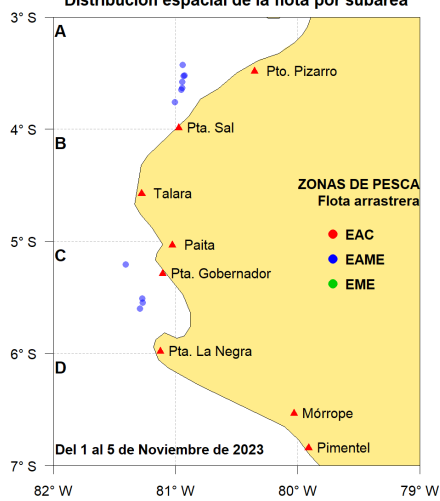 Distribución espacial de la flota por subárea
3° S
A
Pto. Pizarro
4° S
Pta. Sal
B
ZONAS DE PESCA
Talara
Flota arrastrera
EAC
5° S
Paita
C
EAME
Pta. Gobernador
EME
6° S
Pta. La Negra
D
Mórrope
Del 1 al 5 de Noviembre de 2023
Pimentel
7° S
82° W
81° W
80° W
79° W